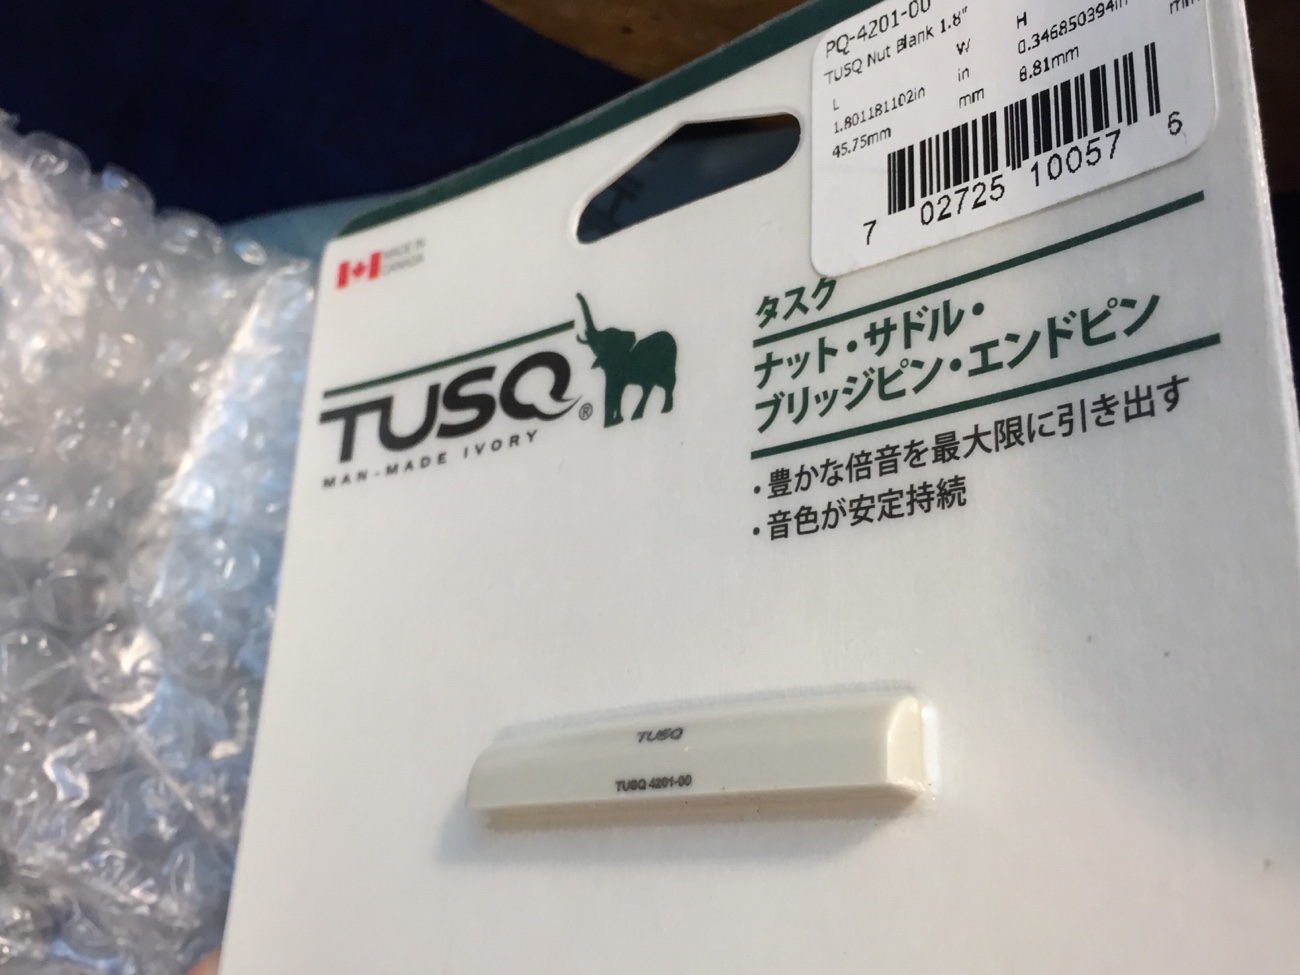 PQ-4201-00
TUSQ Nut Blank 1.8"
L W H
1.801181102in in 0.346850394in
45.75mm mm 8.81mm mm
7 02725 10057 6
MADE IN
CANADA
TUSQ®
MAN-MADE IVORY
タスク
ナット・サドル・
ブリッジピン・エンドピン
・豊かな倍音を最大限に引き出す
・音色が安定持続
TUSQ
TUSQ 4201-00